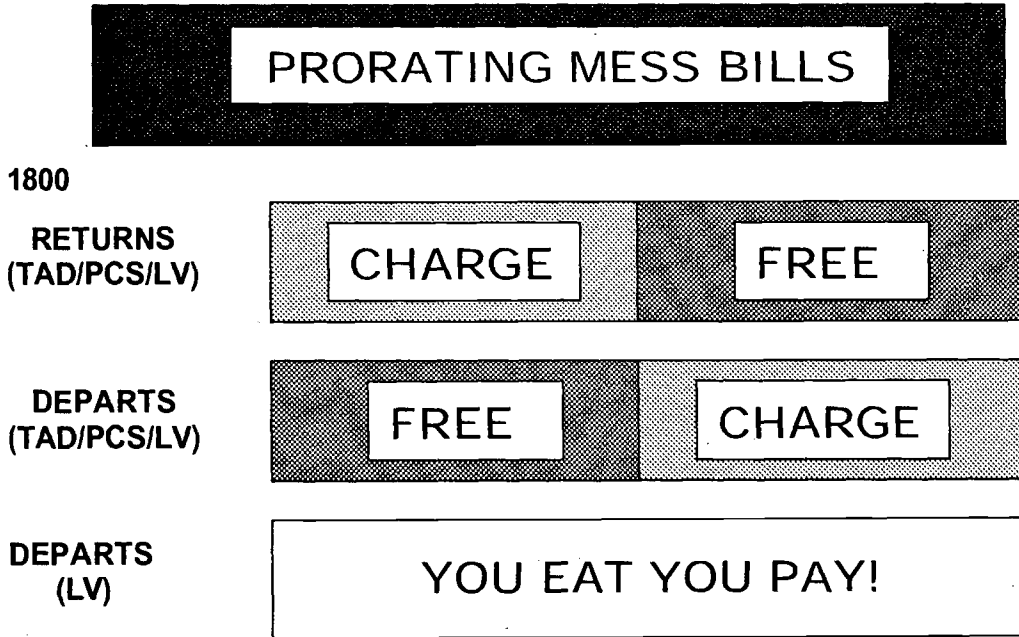 PRORATING MESS BILLS
1800
RETURNS
(TAD/PCS/LV)
CHARGE
FREE
DEPARTS
(TAD/PCS/LV)
FREE
CHARGE
DEPARTS
(LV)
YOU EAT YOU PAY!